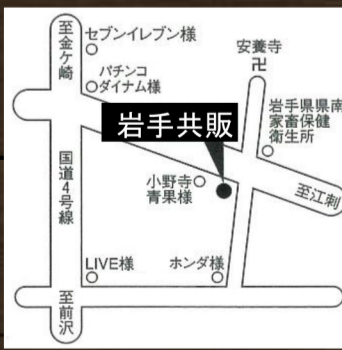 至金ケ崎
セブンイレブン様
パチンコ
ダイナム様
安養寺
卍
岩手共販
岩手県県南
家畜保健
衛生所
国道4号線
小野寺
青果様
至江刺
LIVE様
ホンダ様
至前沢